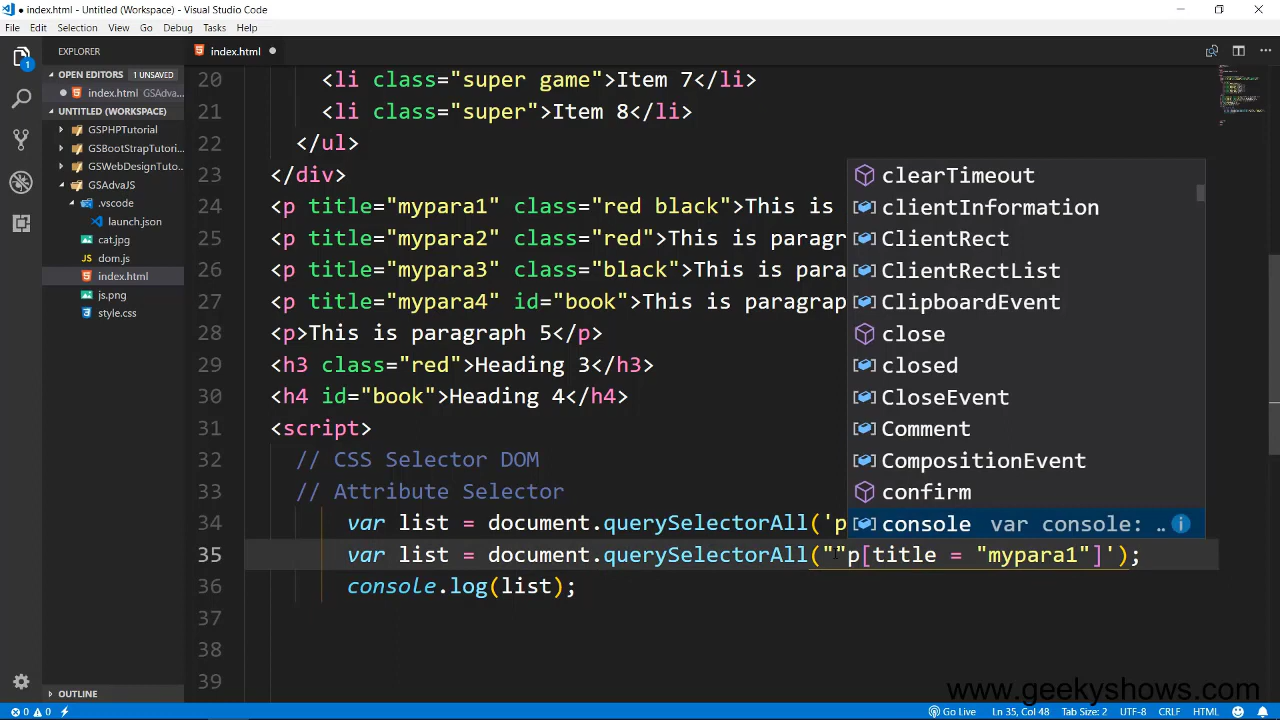 index.html - Untitled (Workspace) - Visual Studio Code
File Edit Selection View Go Debug Tasks Help
EXPLORER
OPEN EDITORS 1 UNSAVED
index.html GSAdva...
UNTITLED (WORKSPACE)
GSPHPTutorial
GSBootStrapTutori...
GSWebDesignTuto...
GSAdvaJS
.vscode
launch.json
cat.jpg
dom.js
index.html
js.png
style.css
OUTLINE
1
index.html
20 <li class="super game">Item 7</li>
21 <li class="super">Item 8</li>
22 </ul>
23 </div>
24 <p title="mypara1" class="red black">This is
25 <p title="mypara2" class="red">This is paragr
26 <p title="mypara3" class="black">This is para
27 <p title="mypara4" id="book">This is paragrap
28 <p>This is paragraph 5</p>
29 <h3 class="red">Heading 3</h3>
30 <h4 id="book">Heading 4</h4>
31 <script>
32 // CSS Selector DOM
33 // Attribute Selector
34 var list = document.querySelectorAll('p
35 var list = document.querySelectorAll(""p[title = "mypara1"]');
36 console.log(list);
37
38
39
clearTimeout
clientInformation
ClientRect
ClientRectList
ClipboardEvent
close
closed
CloseEvent
Comment
CompositionEvent
confirm
console var console: ..
www.geekyshows.com
0 0 Go Live Ln 35, Col 48 Tab Size: 2 UTF-8 CRLF HTML